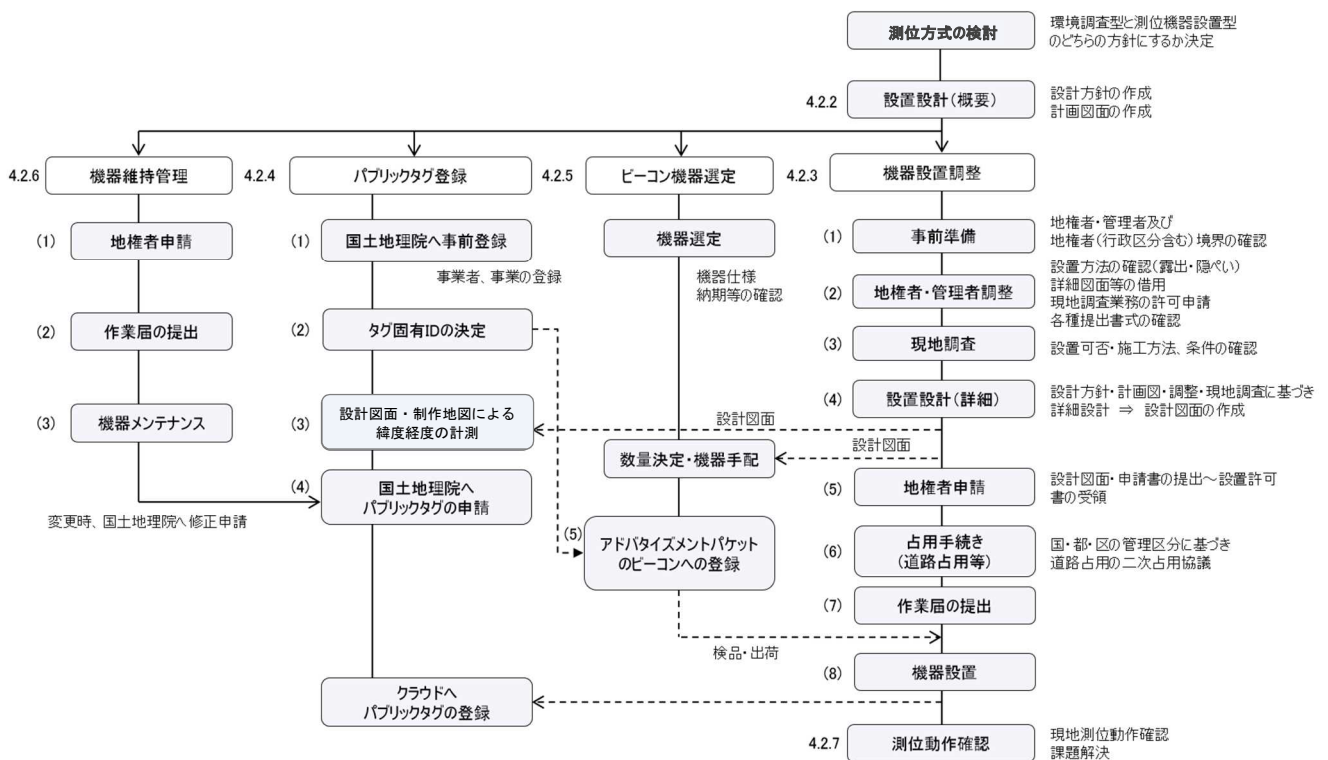 測位方式の検討
環境調査型と測位機器設置型
のどちらの方針にするか決定
4.2.2
設置設計(概要)
設計方針の作成
計画図面の作成
4.2.6
機器維持管理
4.2.4
パブリックタグ登録
4.2.5
ビーコン機器選定
4.2.3
機器設置調整
(1)
地権者申請
(2)
作業届の提出
(3)
機器メンテナンス
変更時、国土地理院へ修正申請
(1)
国土地理院へ事前登録
事業者、事業の登録
(2)
タグ固有IDの決定
(3)
設計図面・制作地図による
緯度経度の計測
(4)
国土地理院へ
パブリックタグの申請
クラウドへ
パブリックタグの登録
機器選定
機器仕様
納期等の確認
設計図面
設計図面
数量決定・機器手配
(5)
アドバタイズメントパケット
のビーコンへの登録
検品・出荷
(1)
事前準備
地権者・管理者及び
地権者(行政区分含む)境界の確認
(2)
地権者・管理者調整
設置方法の確認(露出・隠ぺい)
詳細図面等の借用
現地調査業務の許可申請
各種提出書式の確認
(3)
現地調査
設置可否・施工方法、条件の確認
(4)
設置設計(詳細)
設計方針・計画図・調整・現地調査に基づき
詳細設計 ⇒ 設計図面の作成
(5)
地権者申請
設計図面・申請書の提出～設置許可
書の受領
(6)
占用手続き
(道路占用等)
国・都・区の管理区分に基づき
道路占用の二次占用協議
(7)
作業届の提出
(8)
機器設置
4.2.7
測位動作確認
現地測位動作確認
課題解決